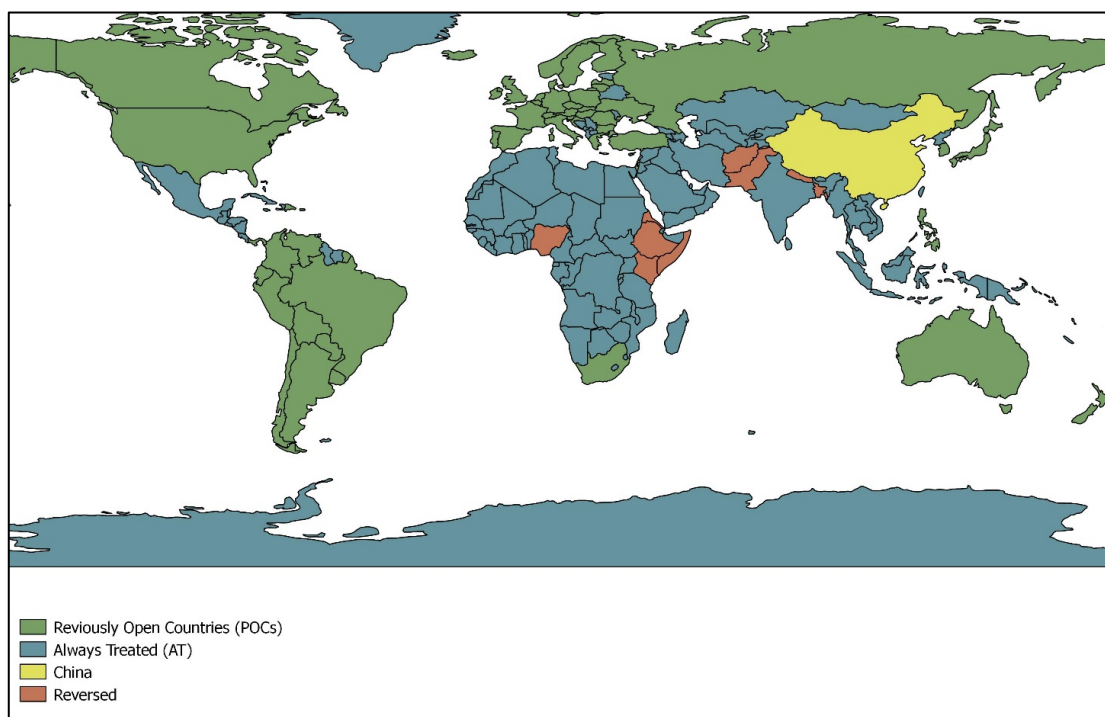 Reviously Open Countries (POCs)
Always Treated (AT)
China
Reversed